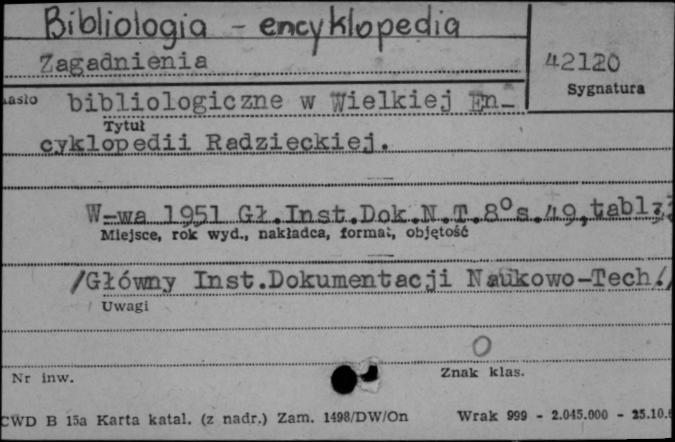 Bibliologia - encyklopedia
Zagadnienia
42120
Sygnatura
asło bibliologiczne w Wielkiej En-
Tytuł
cyklopedii Radzieckiej.
W-wa 1951 Gł.Inst.Dok.N.T.8° s.49, tabl
Miejsce, rok wyd., nakładca, format, objętość
/Główny Inst.Dokumentacji Naukowo-Tech./
Uwagi
O
Nr inw.
Znak klas.
CWD B 15a Karta katal. (z nadr.) Zam. 1498/DW/On Wrak 999 - 2.045.000 - 25.10.